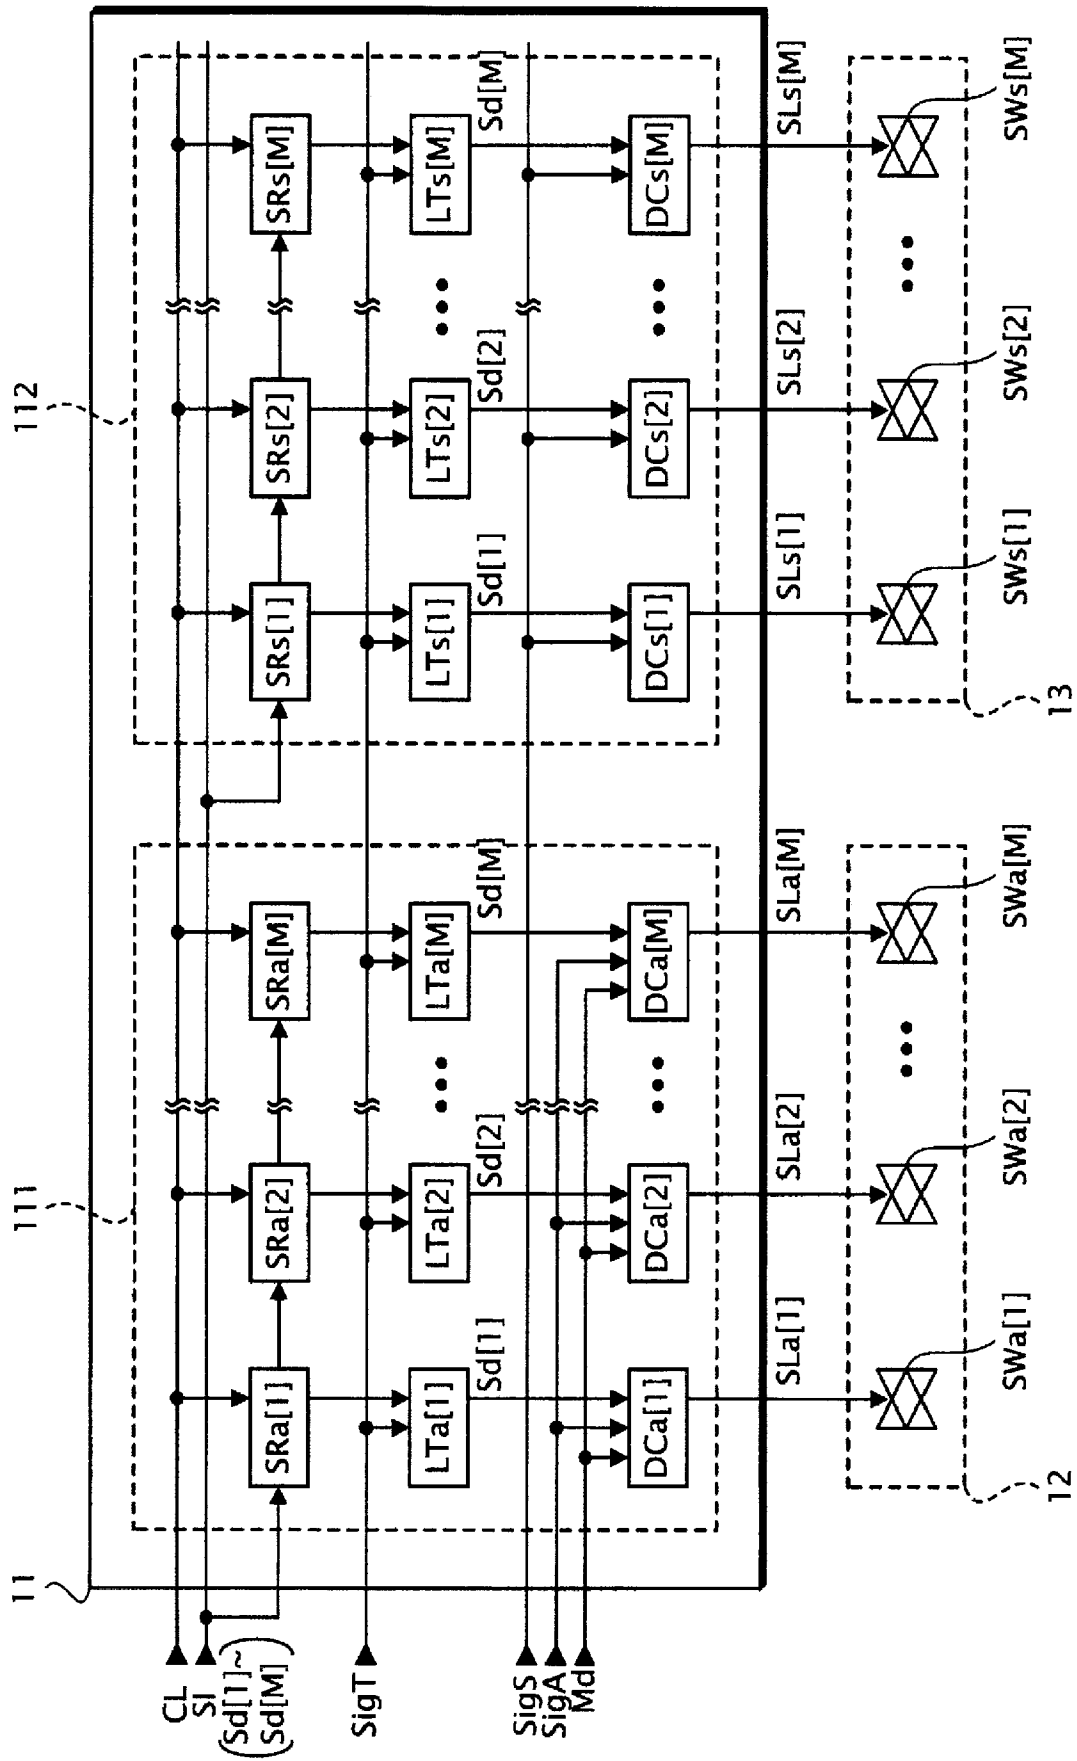 11
111
112
CL
SI
(Sd[1]~
Sd[M])
SigT
SigS
SigA
Md
SRa[1]
SRa[2]
SRa[M]
SRs[1]
SRs[2]
SRs[M]
LTa[1]
LTa[2]
•••
LTa[M]
LTs[1]
LTs[2]
•••
LTs[M]
Sd[1]
Sd[2]
Sd[M]
Sd[1]
Sd[2]
Sd[M]
DCa[1]
DCa[2]
•••
DCa[M]
DCs[1]
DCs[2]
•••
DCs[M]
SLa[1]
SLa[2]
SLa[M]
SLs[1]
SLs[2]
SLs[M]
•••
•••
SWa[1]
SWa[2]
SWa[M]
SWs[1]
SWs[2]
SWs[M]
12
13